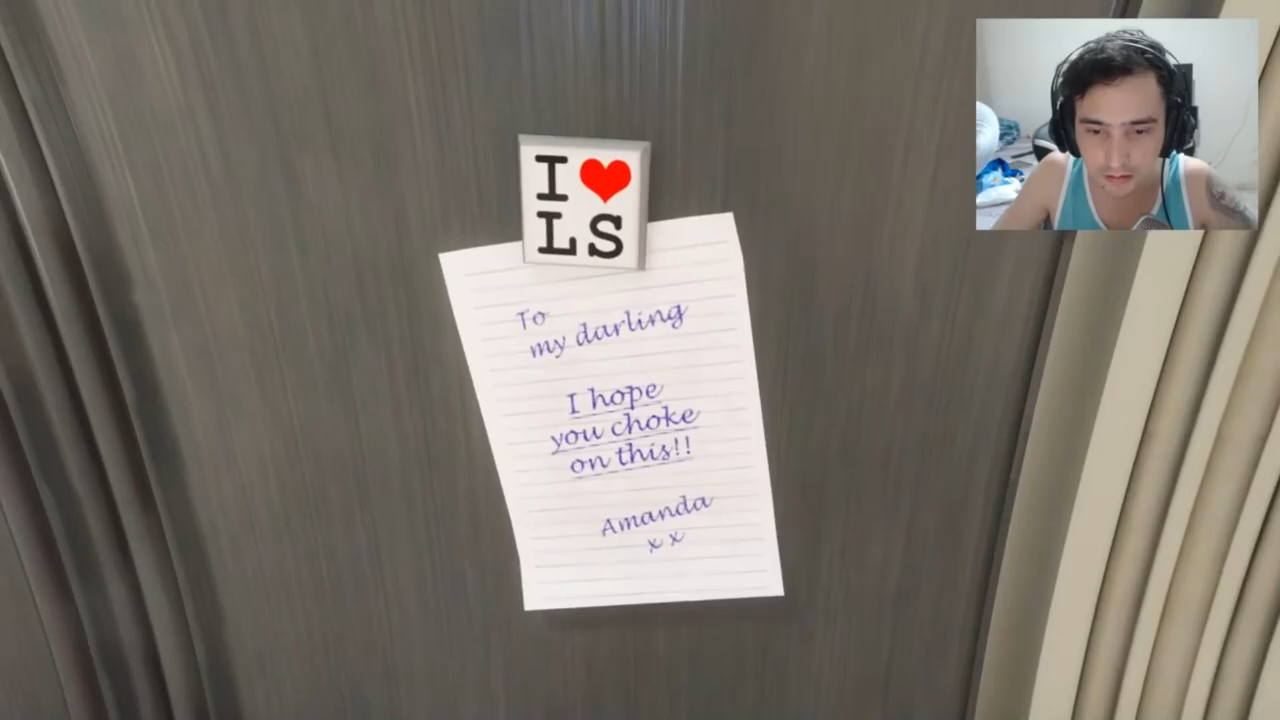 I ❤
LS
To
my darling
I hope
you choke
on this!!
Amanda
x x